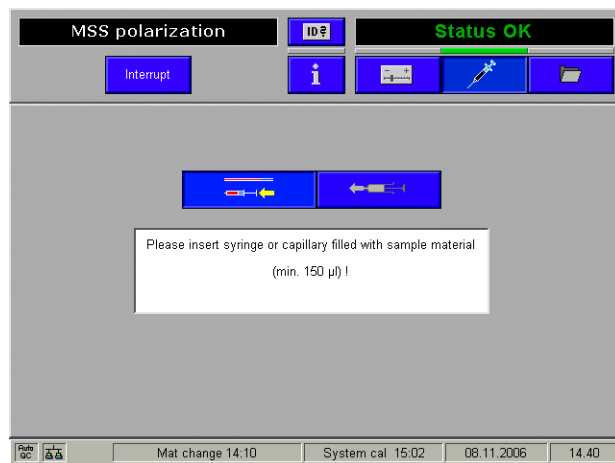 MSS polarization
ID?
Status OK
Interrupt
i
Please insert syringe or capillary filled with sample material
(min. 150 µl) !
Auto
QC
Mat change 14:10
System cal 15:02
08.11.2006
14.40